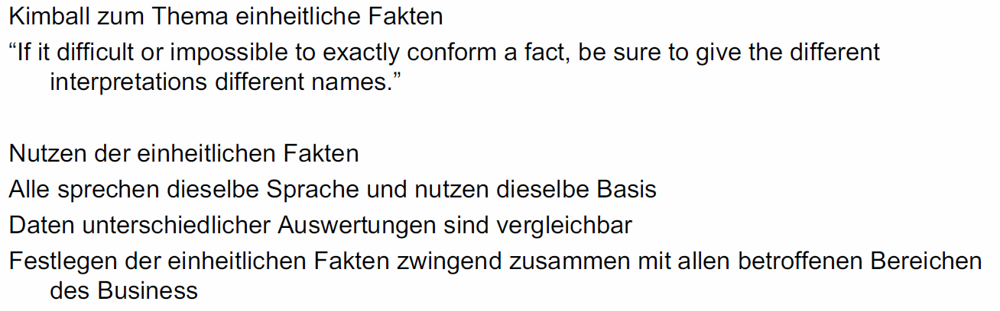 Kimball zum Thema einheitliche Fakten
“If it difficult or impossible to exactly conform a fact, be sure to give the different
interpretations different names.”
Nutzen der einheitlichen Fakten
Alle sprechen dieselbe Sprache und nutzen dieselbe Basis
Daten unterschiedlicher Auswertungen sind vergleichbar
Festlegen der einheitlichen Fakten zwingend zusammen mit allen betroffenen Bereichen
des Business